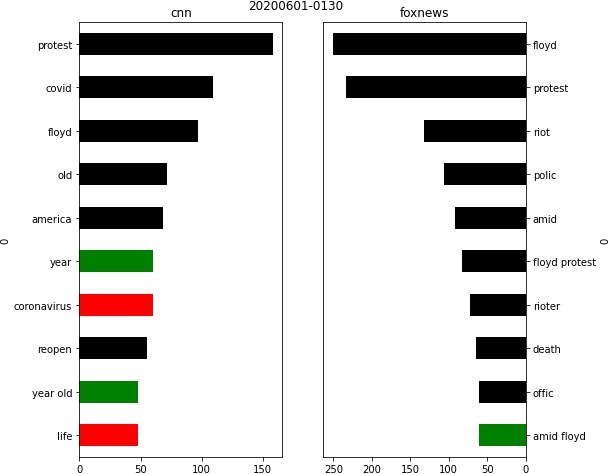 20200601-0130
cnn
foxnews
protest
covid
floyd
old
america
year
coronavirus
reopen
year old
life
0
0 50 100 150
floyd
protest
riot
polic
amid
floyd protest
rioter
death
offic
amid floyd
0
250 200 150 100 50 0